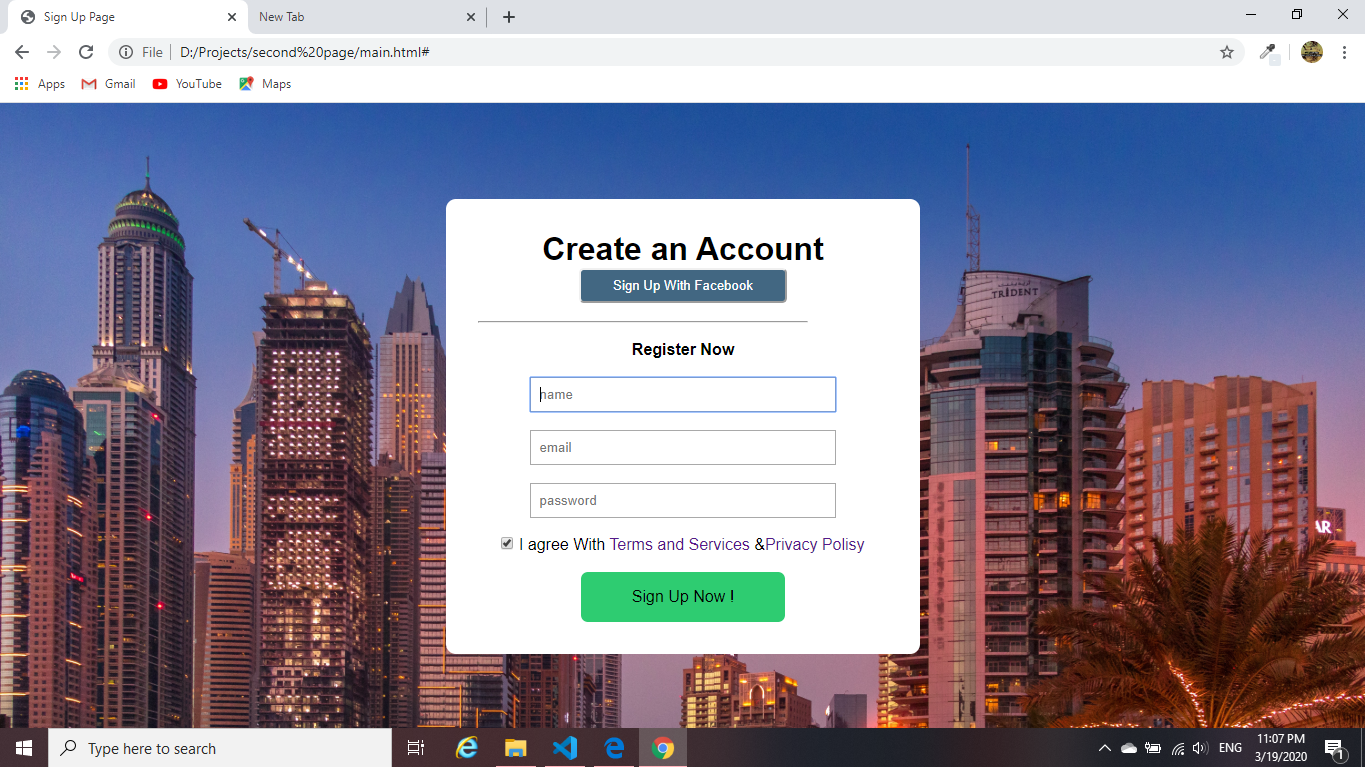 Sign Up Page
New Tab
File
D:/Projects/second%20page/main.html#
Apps
Gmail
YouTube
Maps
TRIDENT
AR
Create an Account
Sign Up With Facebook
Register Now
name
email
password
I agree With Terms and Services &Privacy Polisy
Sign Up Now !
Type here to search
ENG
11:07 PM
3/19/2020
1